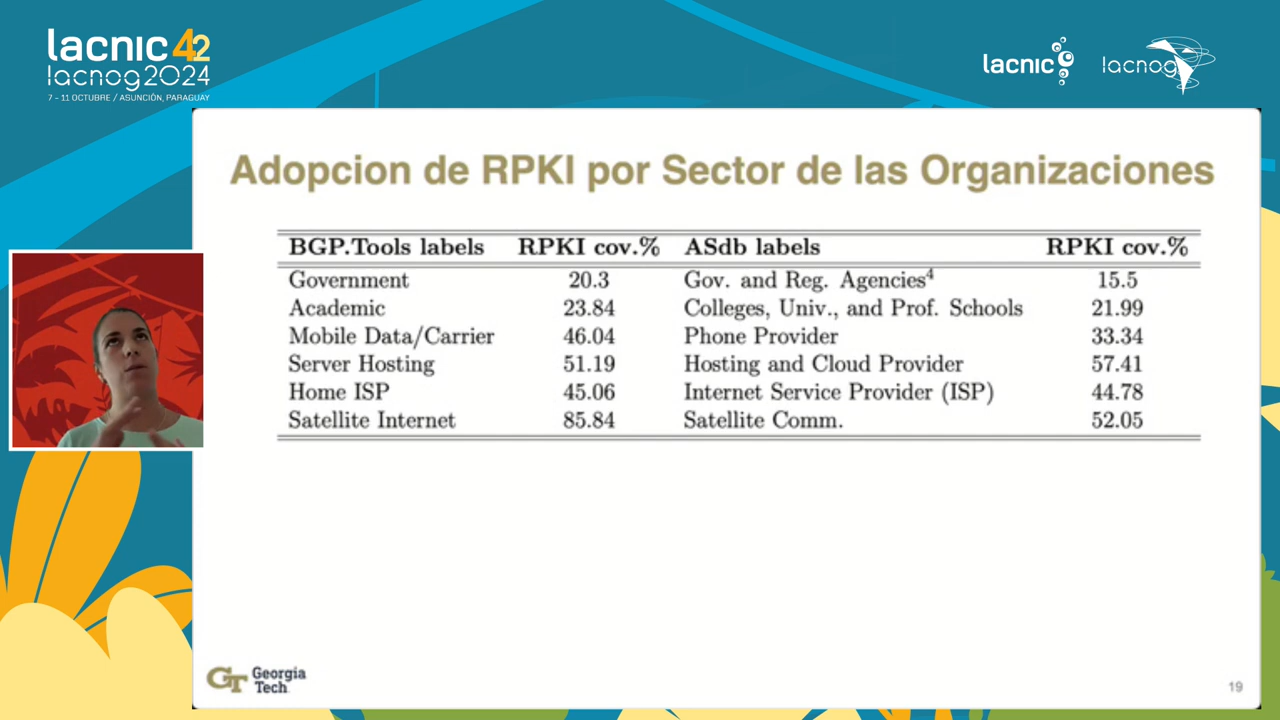 lacnic 42
lacnog2024
7 - 11 OCTUBRE / ASUNCIÓN, PARAGUAY
lacnic
lacnog
Adopcion de RPKI por Sector de las Organizaciones
BGP.Tools labels RPKI cov.% ASdb labels RPKI cov.%
Government 20.3 Gov. and Reg. Agencies⁴ 15.5
Academic 23.84 Colleges, Univ., and Prof. Schools 21.99
Mobile Data/Carrier 46.04 Phone Provider 33.34
Server Hosting 51.19 Hosting and Cloud Provider 57.41
Home ISP 45.06 Internet Service Provider (ISP) 44.78
Satellite Internet 85.84 Satellite Comm. 52.05
GT Georgia
Tech
19